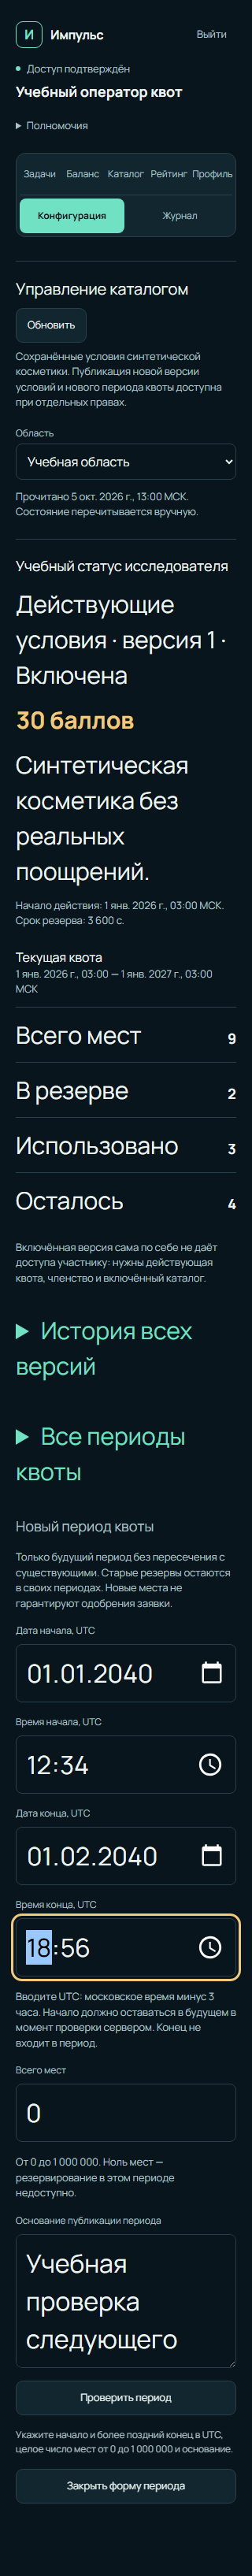 И Импульс Выйти
Доступ подтверждён
Учебный оператор квот
Полномочия
Задачи Баланс Каталог Рейтинг Профиль
Конфигурация Журнал
Управление каталогом
Обновить
Сохранённые условия синтетической
косметики. Публикация новой версии
условий и нового периода квоты доступна
при отдельных правах.
Область
Учебная область
Прочитано 5 окт. 2026 г., 13:00 МСК.
Состояние перечитывается вручную.
Учебный статус исследователя
Действующие
условия · версия 1 ·
Включена
30 баллов
Синтетическая
косметика без
реальных
поощрений.
Начало действия: 1 янв. 2026 г., 03:00 МСК.
Срок резерва: 3 600 с.
Текущая квота
1 янв. 2026 г., 03:00 — 1 янв. 2027 г., 03:00
МСК
Всего мест 9
В резерве 2
Использовано 3
Осталось 4
Включённая версия сама по себе не даёт
доступа участнику: нужны действующая
квота, членство и включённый каталог.
История всех
версий
Все периоды
квоты
Новый период квоты
Только будущий период без пересечения с
существующими. Старые резервы остаются
в своих периодах. Новые места не
гарантируют одобрения заявки.
Дата начала, UTC
01.01.2040
Время начала, UTC
12:34
Дата конца, UTC
01.02.2040
Время конца, UTC
18:56
Вводите UTC: московское время минус 3
часа. Начало должно оставаться в будущем в
момент проверки сервером. Конец не
входит в период.
Всего мест
0
От 0 до 1 000 000. Ноль мест —
резервирование в этом периоде
недоступно.
Основание публикации периода
Учебная
проверка
следующего
Проверить период
Укажите начало и более поздний конец в UTC,
целое число мест от 0 до 1 000 000 и основание.
Закрыть форму периода